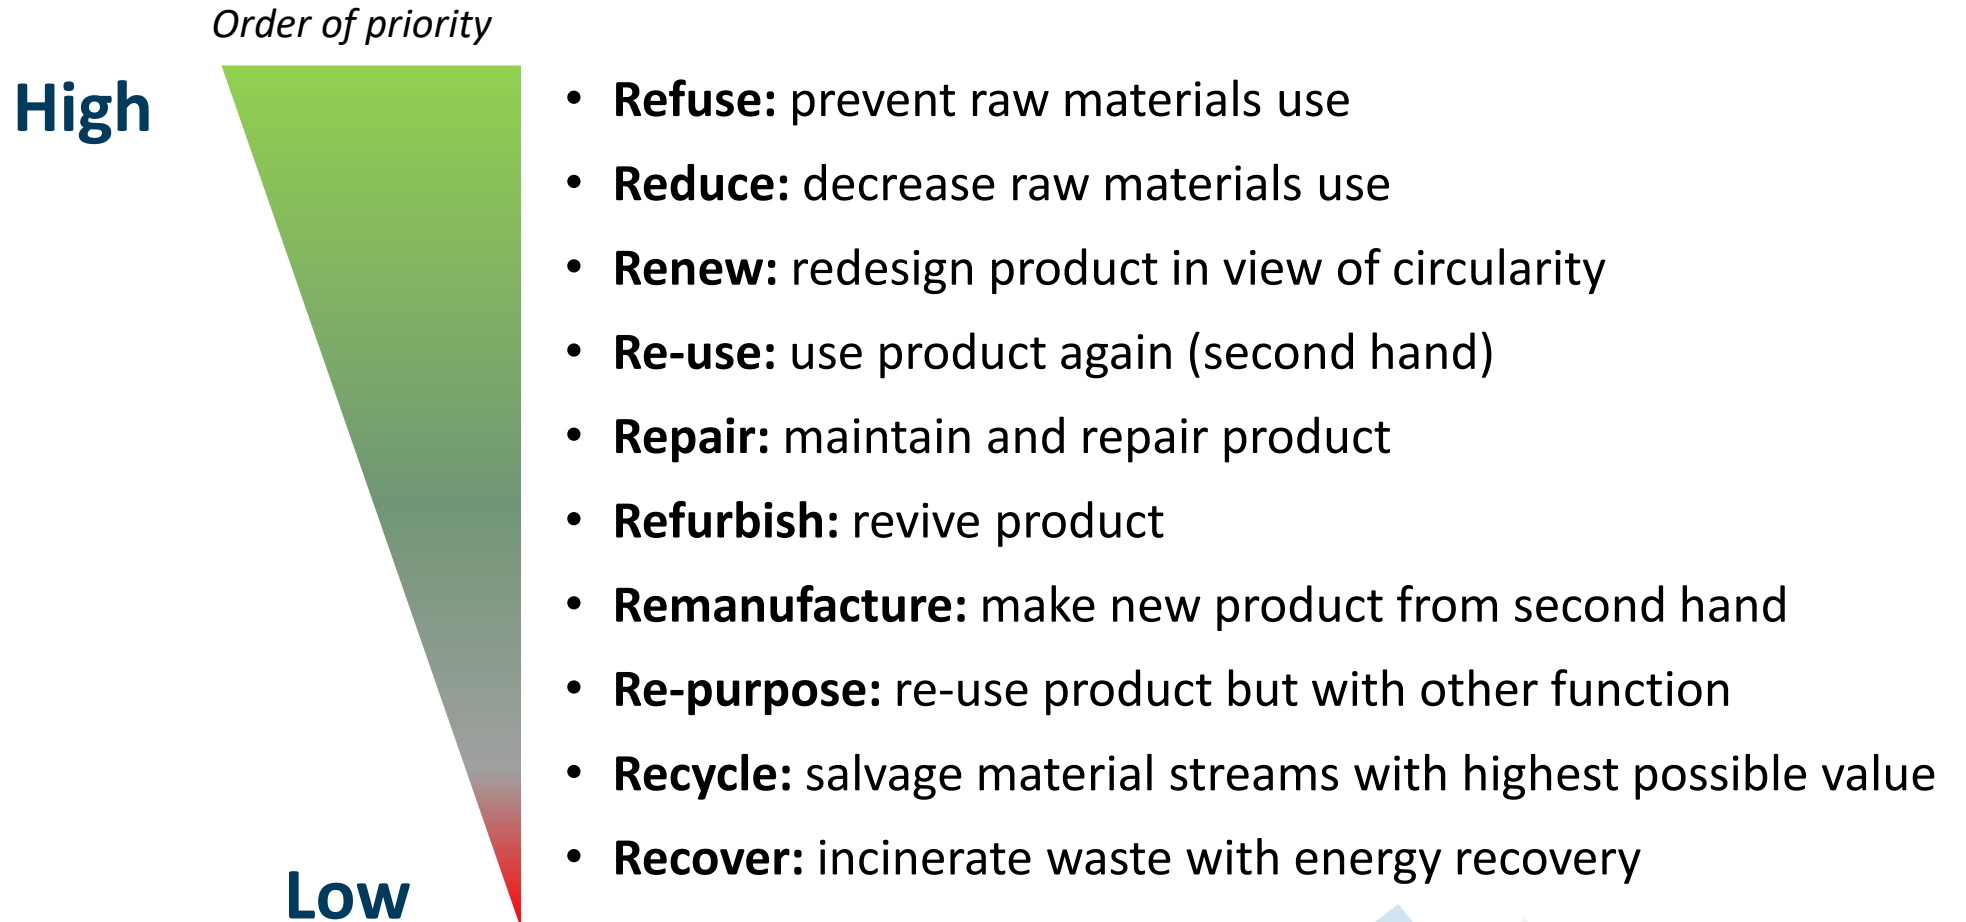 Order of priority
High
• Refuse: prevent raw materials use
• Reduce: decrease raw materials use
• Renew: redesign product in view of circularity
• Re-use: use product again (second hand)
• Repair: maintain and repair product
• Refurbish: revive product
• Remanufacture: make new product from second hand
• Re-purpose: re-use product but with other function
• Recycle: salvage material streams with highest possible value
• Recover: incinerate waste with energy recovery
Low